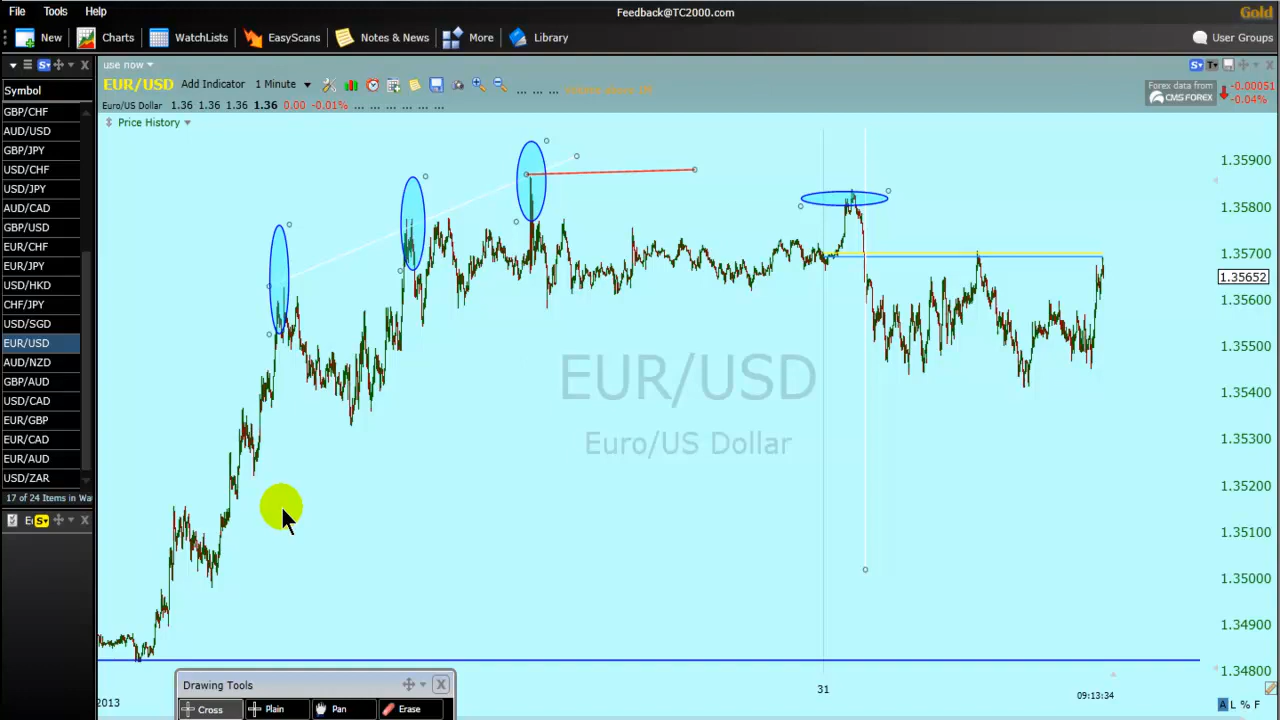 File Tools Help Feedback@TC2000.com Gold
New Charts WatchLists EasyScans Notes & News More Library User Groups
use now
Symbol
EUR/USD Add Indicator 1 Minute
Euro/US Dollar 1.36 1.36 1.36 1.36 0.00 -0.01% ... ... ... ... ...
Price History
Forex data from
CMS FOREX
-0.00051
-0.04%
GBP/CHF
AUD/USD
GBP/JPY
USD/CHF
USD/JPY
AUD/CAD
GBP/USD
EUR/CHF
EUR/JPY
USD/HKD
CHF/JPY
USD/SGD
EUR/USD
AUD/NZD
GBP/AUD
USD/CAD
EUR/GBP
EUR/CAD
EUR/AUD
USD/ZAR
17 of 24 Items in Wa
EUR/USD
Euro/US Dollar
1.35900
1.35800
1.35700
1.35652
1.35600
1.35500
1.35400
1.35300
1.35200
1.35100
1.35000
1.34900
1.34800
2013 31 09:13:34
Drawing Tools
Cross Plain Pan Erase
A L % F